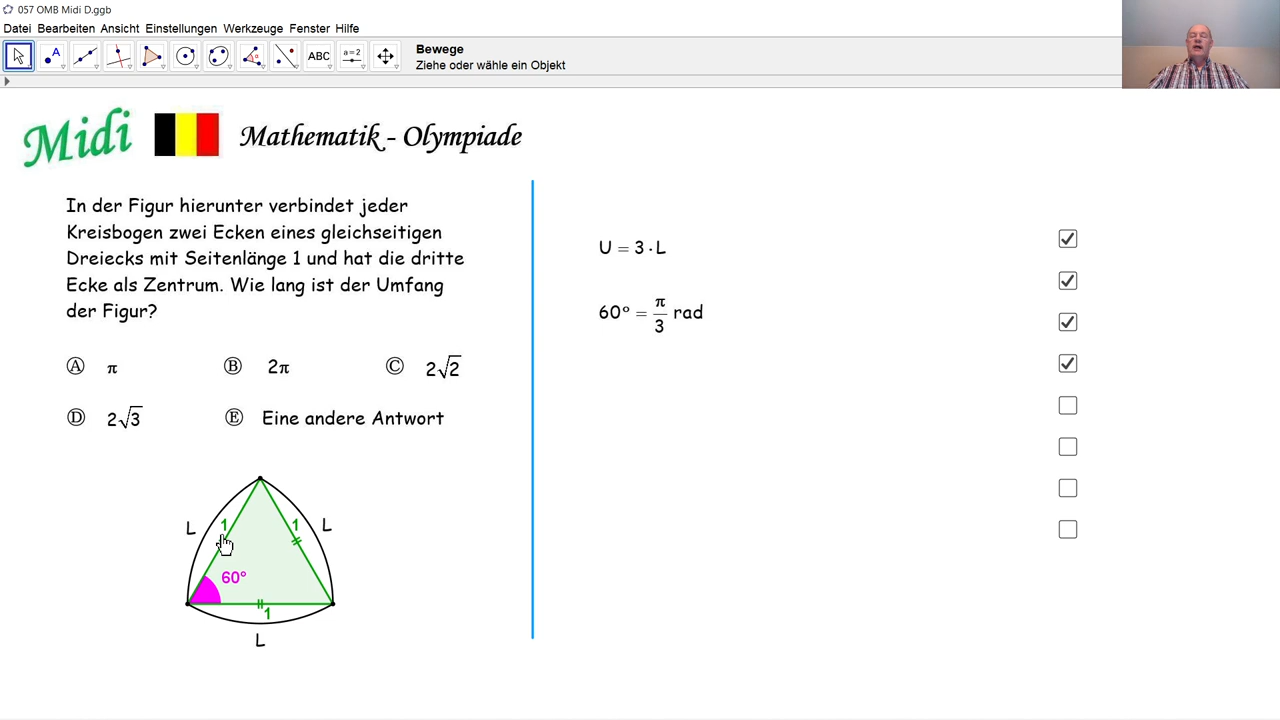 057 OMB Midi D.ggb
Datei Bearbeiten Ansicht Einstellungen Werkzeuge Fenster Hilfe
A ABC a=2
Bewege
Ziehe oder wähle ein Objekt
Midi Mathematik - Olympiade
In der Figur hierunter verbindet jeder
Kreisbogen zwei Ecken eines gleichseitigen
Dreiecks mit Seitenlänge 1 und hat die dritte
Ecke als Zentrum. Wie lang ist der Umfang
der Figur?
Ⓐ π Ⓑ 2π Ⓒ 2√2
Ⓓ 2√3 Ⓔ Eine andere Antwort
L 1 1 L
60°
1
L
U = 3 · L
60° = π/3 rad